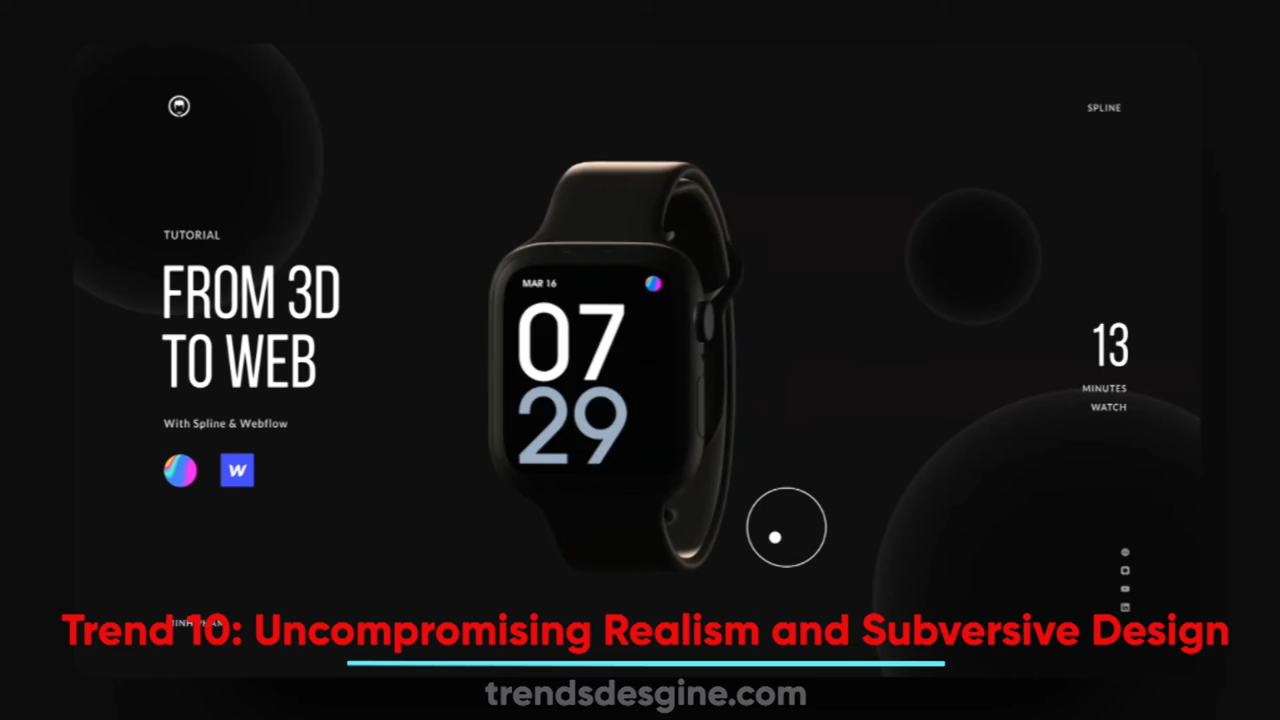 SPLINE
TUTORIAL
FROM 3D
TO WEB
With Spline & Webflow
W
MAR 16
07
29
13
MINUTES
WATCH
Trend 10: Uncompromising Realism and Subversive Design
trendsdesgine.com